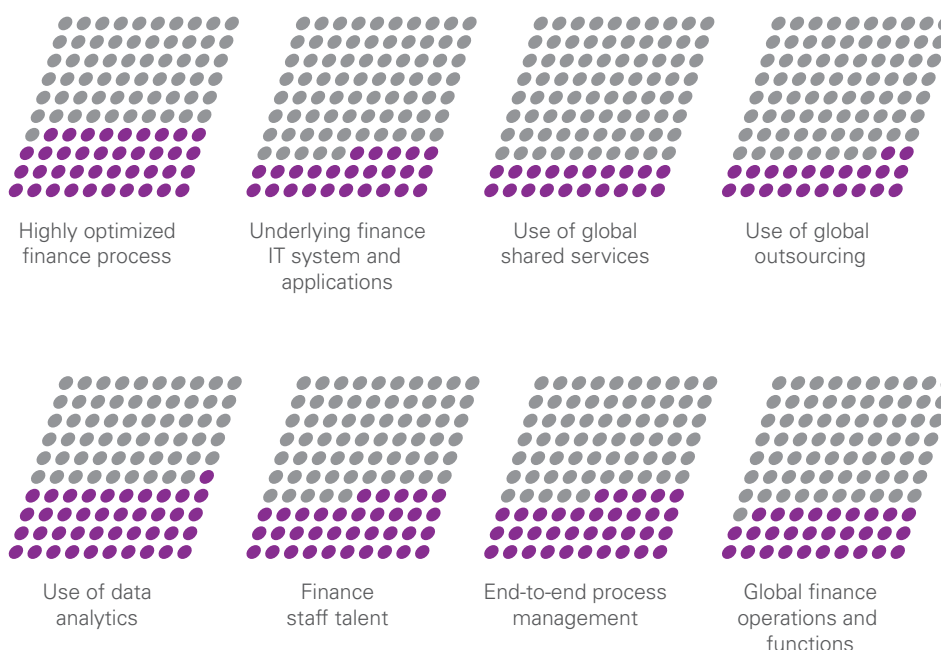 Highly optimized
finance process
Underlying finance
IT system and
applications
Use of global
shared services
Use of global
outsourcing
Use of data
analytics
Finance
staff talent
End-to-end process
management
Global finance
operations and
functions